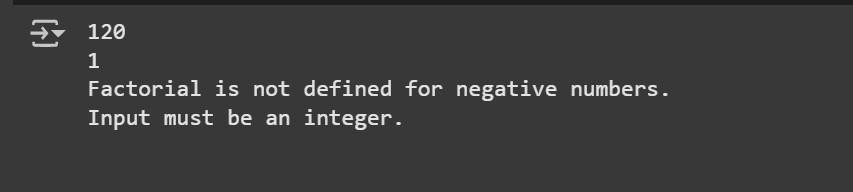 120
1
Factorial is not defined for negative numbers.
Input must be an integer.